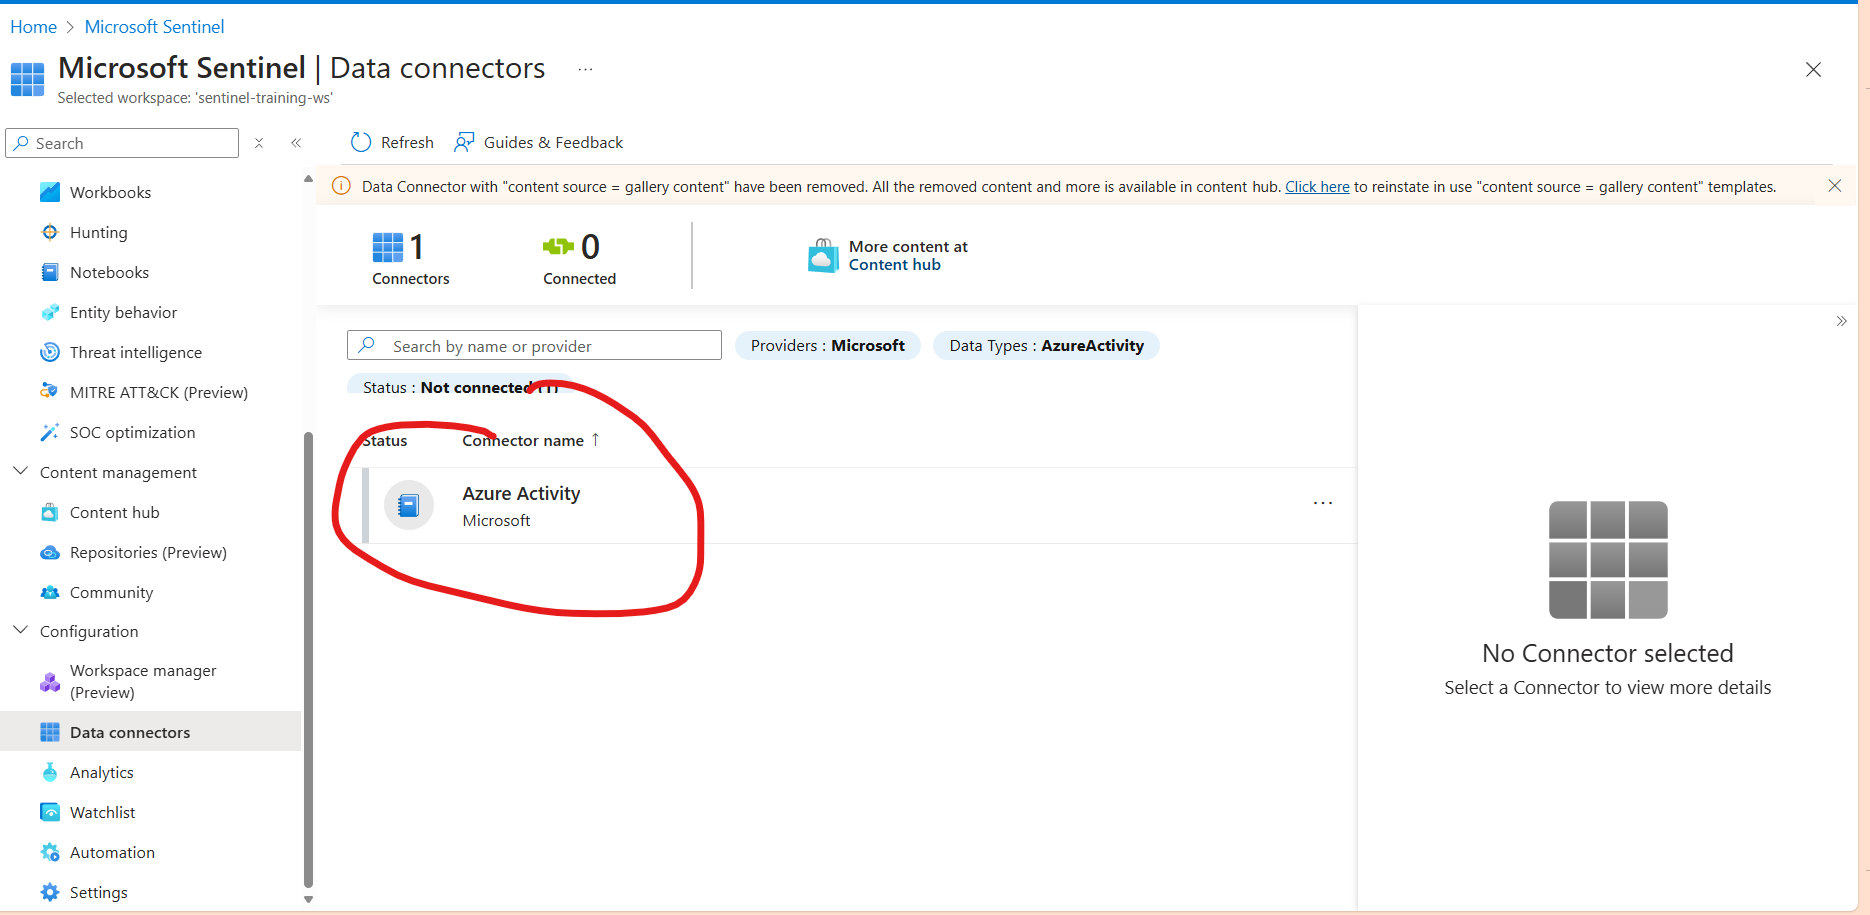 Home > Microsoft Sentinel
Microsoft Sentinel | Data connectors ...
Selected workspace: 'sentinel-training-ws'
Search
Refresh
Guides & Feedback
Data Connector with "content source = gallery content" have been removed. All the removed content and more is available in content hub. Click here to reinstate in use "content source = gallery content" templates.
Workbooks
Hunting
Notebooks
Entity behavior
Threat intelligence
MITRE ATT&CK (Preview)
SOC optimization
Content management
Content hub
Repositories (Preview)
Community
Configuration
Workspace manager
(Preview)
Data connectors
Analytics
Watchlist
Automation
Settings
1
Connectors
0
Connected
More content at
Content hub
Search by name or provider
Providers : Microsoft
Data Types : AzureActivity
Status : Not connected (1)
Status
Connector name ↑
Azure Activity
Microsoft
...
No Connector selected
Select a Connector to view more details